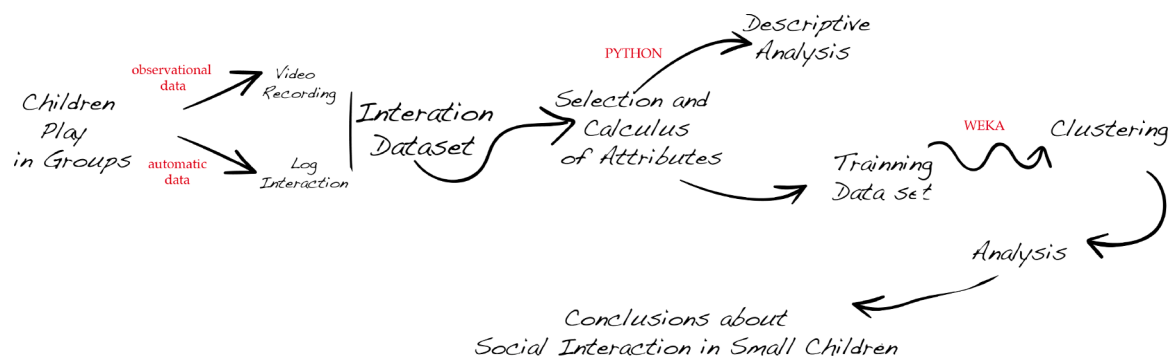 Children
Play
in Groups
observational
data
automatic
data
Video
Recording
Log
Interaction
Interation
Dataset
Selection and
Calculus
of Attributes
PYTHON
Descriptive
Analysis
Trainning
Data set
WEKA
Clustering
Analysis
Conclusions about
Social Interaction in Small Children